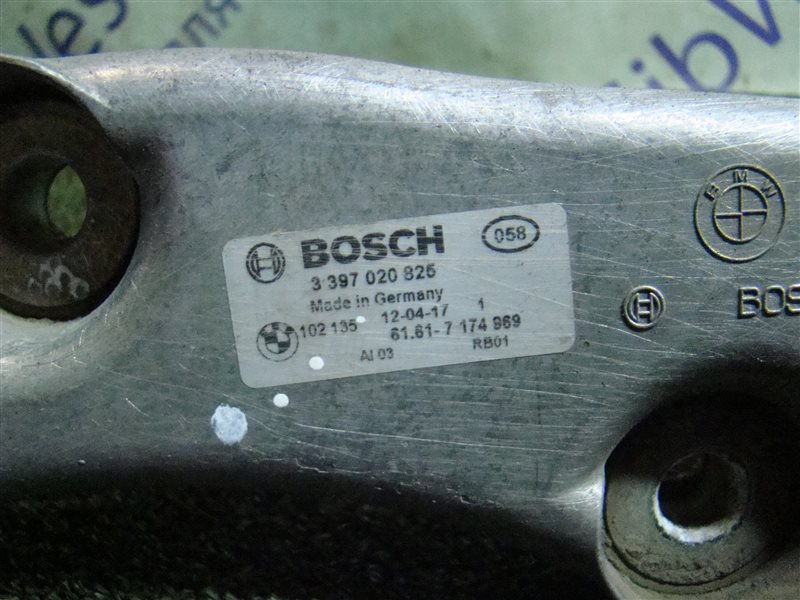 BOSCH 058
3 397 020 825
Made in Germany
102 135 12-04-17 1
61.61-7 174 969
AI 03 RB01
BMW
BOS